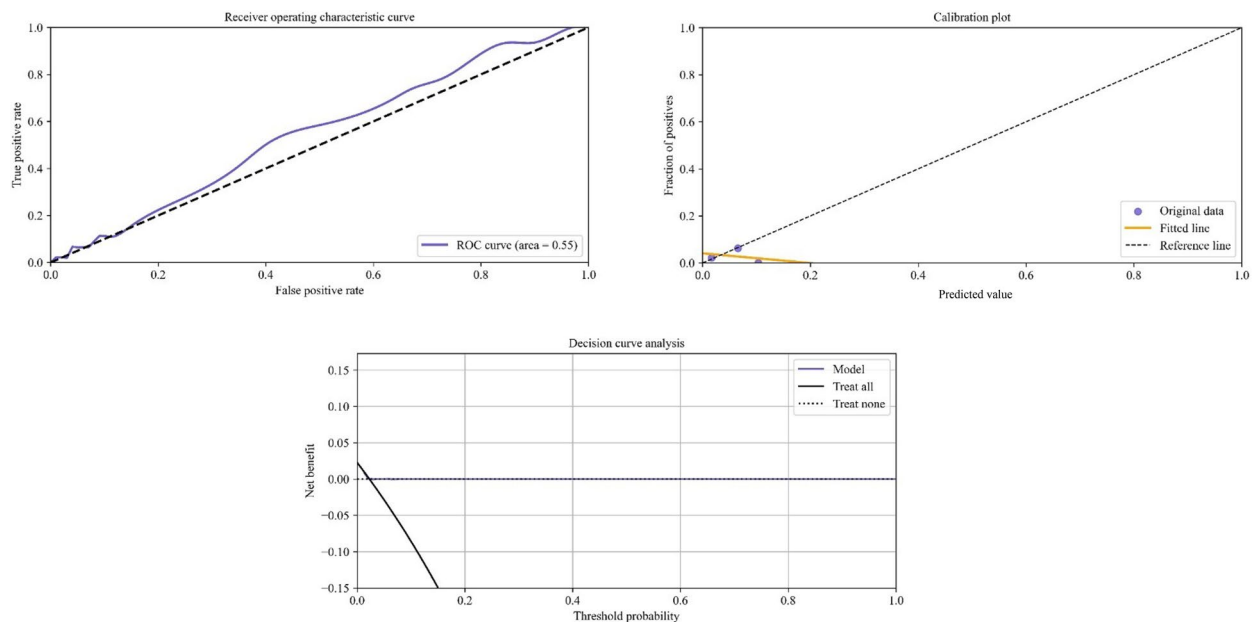 Receiver operating characteristic curve
1.0
0.8
0.6
0.4
0.2
0.0
True positive rate
ROC curve (area = 0.55)
0.0 0.2 0.4 0.6 0.8 1.0
False positive rate
Calibration plot
1.0
0.8
0.6
0.4
0.2
0.0
Fraction of positives
Original data
Fitted line
Reference line
0.0 0.2 0.4 0.6 0.8 1.0
Predicted value
Decision curve analysis
0.15
0.10
0.05
0.00
−0.05
−0.10
−0.15
Net benefit
Model
Treat all
Treat none
0.0 0.2 0.4 0.6 0.8 1.0
Threshold probability